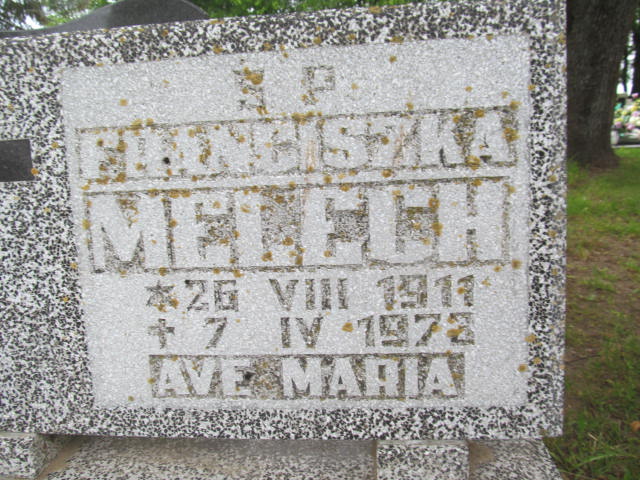 Ś P
FRANCISZKA
MELECH
*26 VIII 1911
+ 7 IV 1972
AVE MARIA